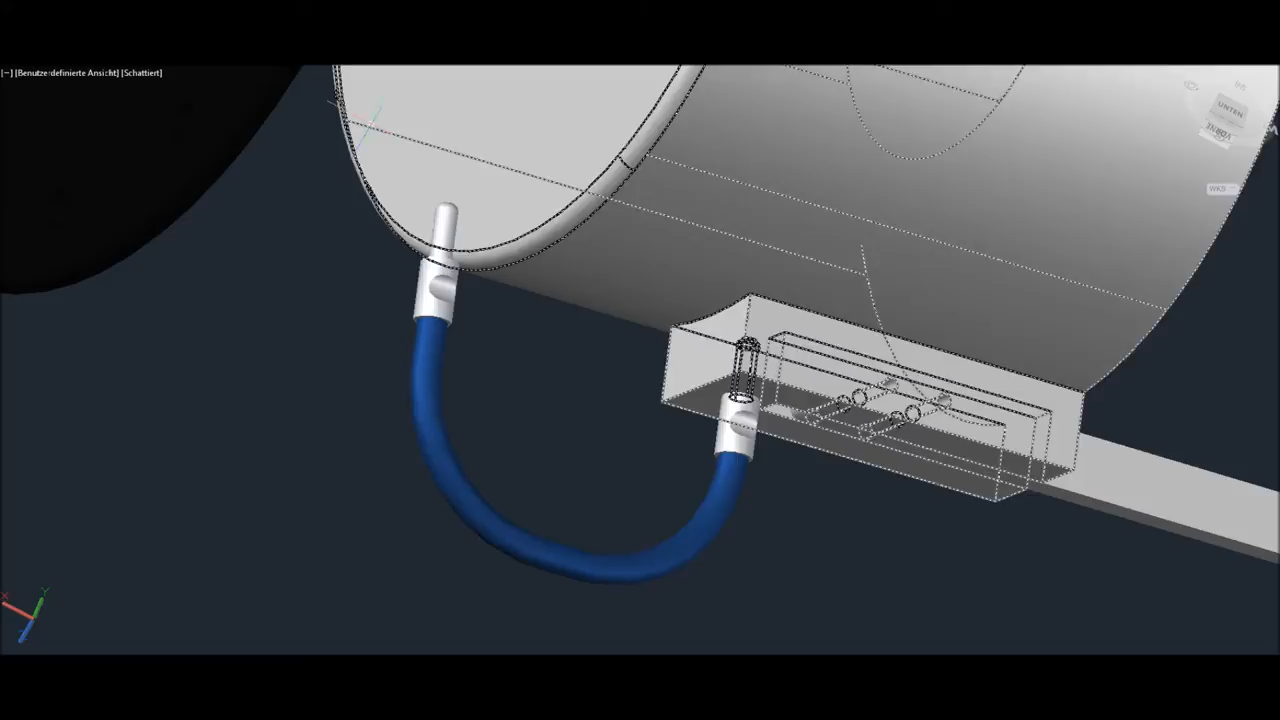 [−] [Benutzerdefinierte Ansicht] [Schattiert]
UNTEN
WKS
X
Y